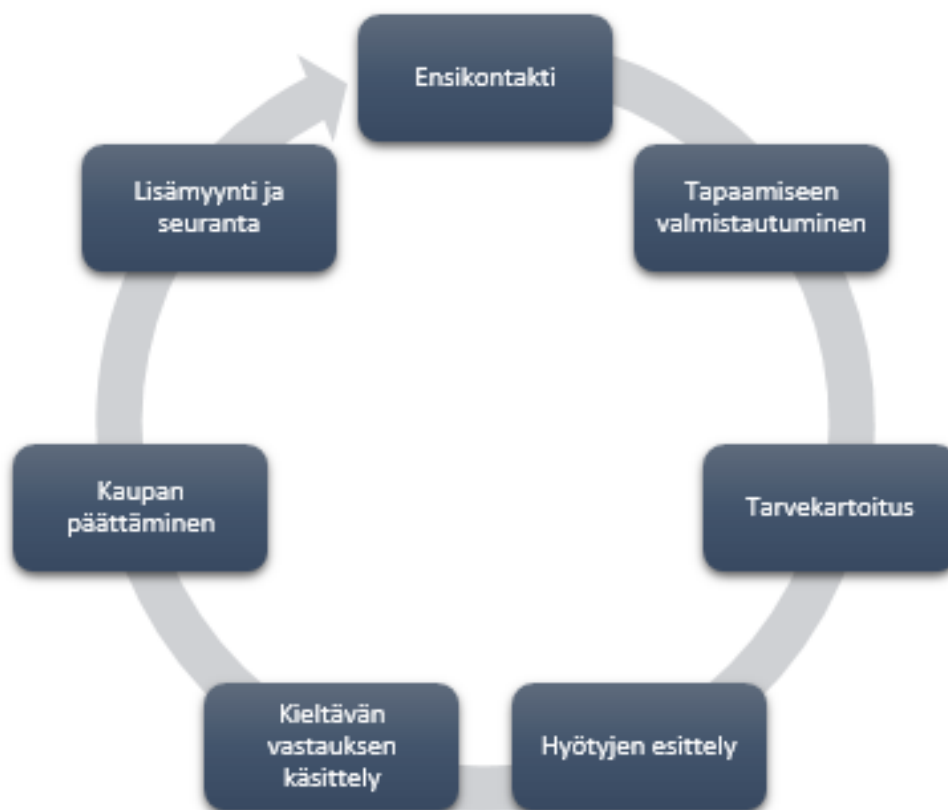 Ensikontakti
Tapaamiseen
valmistautuminen
Tarvekartoitus
Hyötyjen esittely
Kieltävän
vastauksen
käsittely
Kaupan
päättäminen
Lisämyynti ja
seuranta